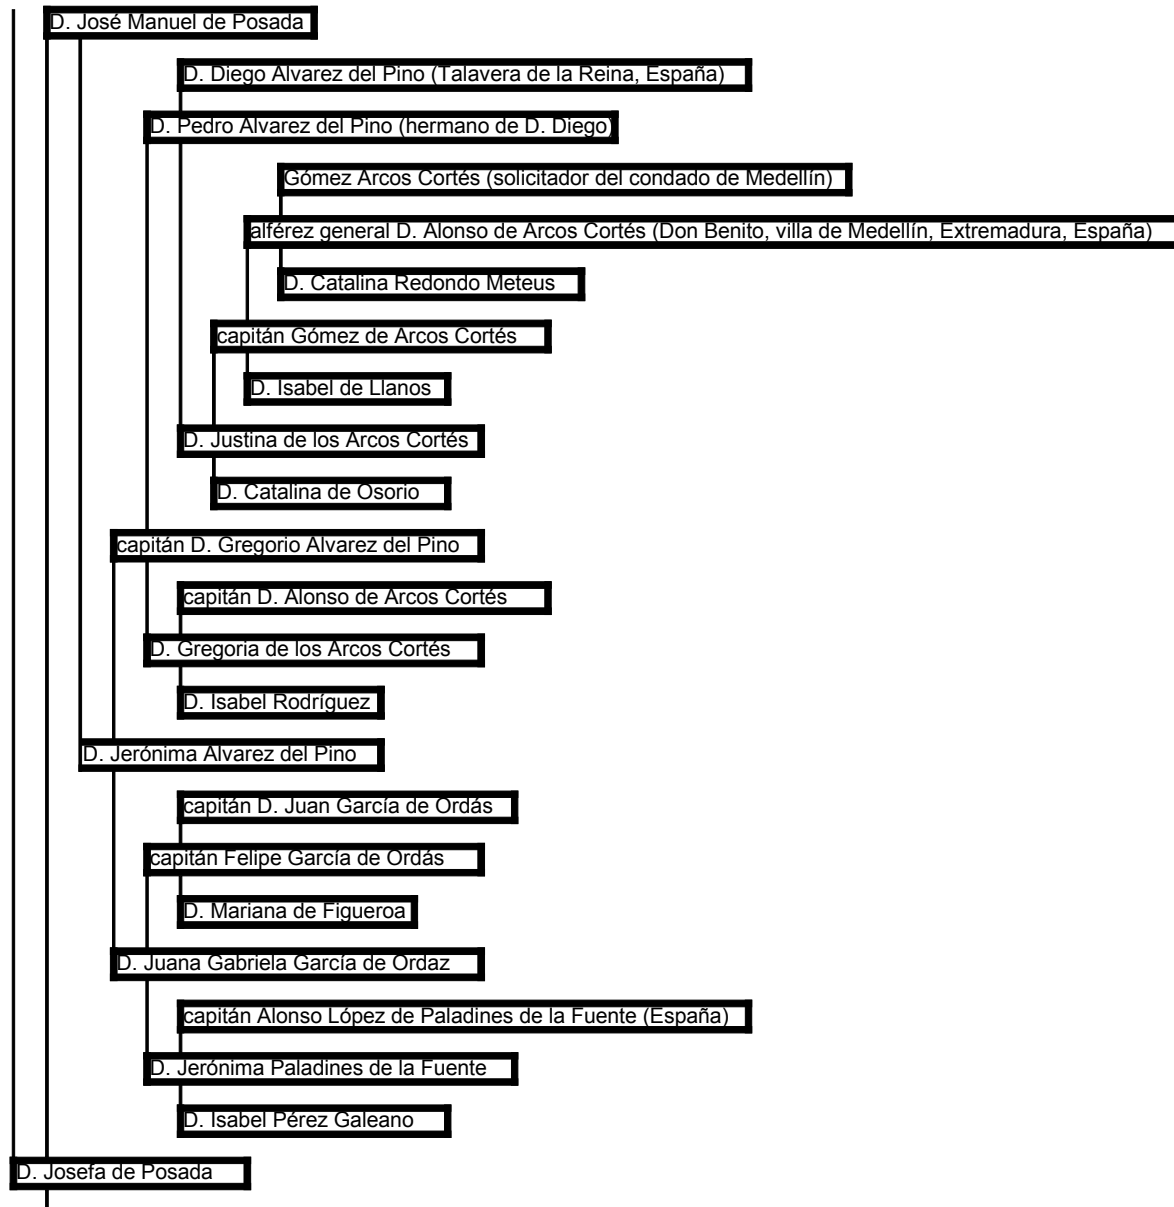 D. José Manuel de Posada
D. Diego Alvarez del Pino (Talavera de la Reina, España)
D. Pedro Alvarez del Pino (hermano de D. Diego)
Gómez Arcos Cortés (solicitador del condado de Medellín)
alférez general D. Alonso de Arcos Cortés (Don Benito, villa de Medellín, Extremadura, España)
D. Catalina Redondo Meteus
capitán Gómez de Arcos Cortés
D. Isabel de Llanos
D. Justina de los Arcos Cortés
D. Catalina de Osorio
capitán D. Gregorio Alvarez del Pino
capitán D. Alonso de Arcos Cortés
D. Gregoria de los Arcos Cortés
D. Isabel Rodríguez
D. Jerónima Alvarez del Pino
capitán D. Juan García de Ordás
capitán Felipe García de Ordás
D. Mariana de Figueroa
D. Juana Gabriela García de Ordaz
capitán Alonso López de Paladines de la Fuente (España)
D. Jerónima Paladines de la Fuente
D. Isabel Pérez Galeano
D. Josefa de Posada